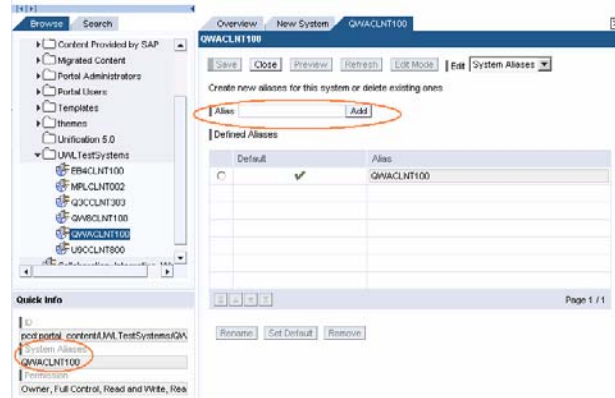 Browse Search
Content Provided by SAP
Migrated Content
Portal Administrators
Portal Users
Templates
themes
Unification 5.0
UWLTestSystems
EB4CLNT100
MPLCLNT002
Q3CCLNT303
QW8CLNT100
QWACLNT100
U9CCLNT800
Quick Info
ID
pcd:portal_content/UWLTestSystems/QW
System Aliases
QWACLNT100
Permission
Owner, Full Control, Read and Write, Rea
Overview New System QWACLNT100
QWACLNT100
Save Close Preview Refresh Edit Mode Edit System Aliases
Create new aliases for this system or delete existing ones
Alias Add
Defined Aliases
Default Alias
QWACLNT100
Page 1 / 1
Rename Set Default Remove